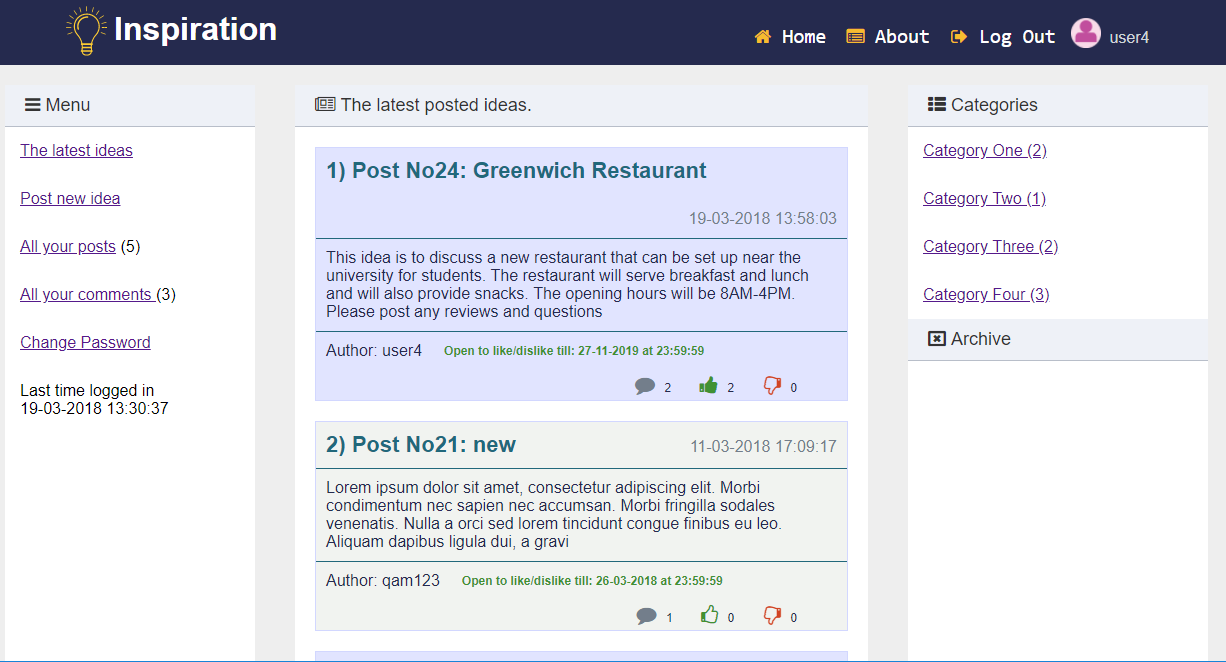 Inspiration
Home About Log Out user4
Menu
The latest ideas
Post new idea
All your posts (5)
All your comments (3)
Change Password
Last time logged in
19-03-2018 13:30:37
The latest posted ideas.
1) Post No24: Greenwich Restaurant
19-03-2018 13:58:03
This idea is to discuss a new restaurant that can be set up near the
university for students. The restaurant will serve breakfast and lunch
and will also provide snacks. The opening hours will be 8AM-4PM.
Please post any reviews and questions
Author: user4 Open to like/dislike till: 27-11-2019 at 23:59:59
2 2 0
2) Post No21: new 11-03-2018 17:09:17
Lorem ipsum dolor sit amet, consectetur adipiscing elit. Morbi
condimentum nec sapien nec accumsan. Morbi fringilla sodales
venenatis. Nulla a orci sed lorem tincidunt congue finibus eu leo.
Aliquam dapibus ligula dui, a gravi
Author: qam123 Open to like/dislike till: 26-03-2018 at 23:59:59
1 0 0
Categories
Category One (2)
Category Two (1)
Category Three (2)
Category Four (3)
Archive